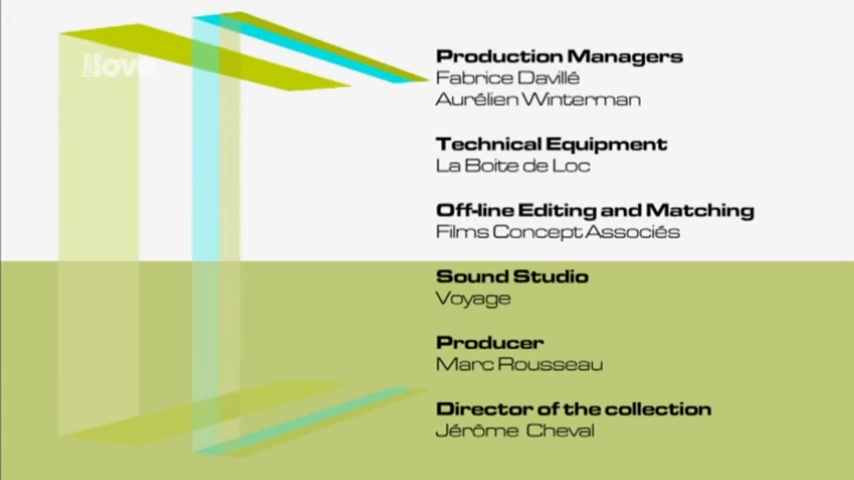 love
Production Managers
Fabrice Davillé
Aurélien Winterman
Technical Equipment
La Boite de Loc
Off-line Editing and Matching
Films Concept Associés
Sound Studio
Voyage
Producer
Marc Rousseau
Director of the collection
Jérôme Cheval